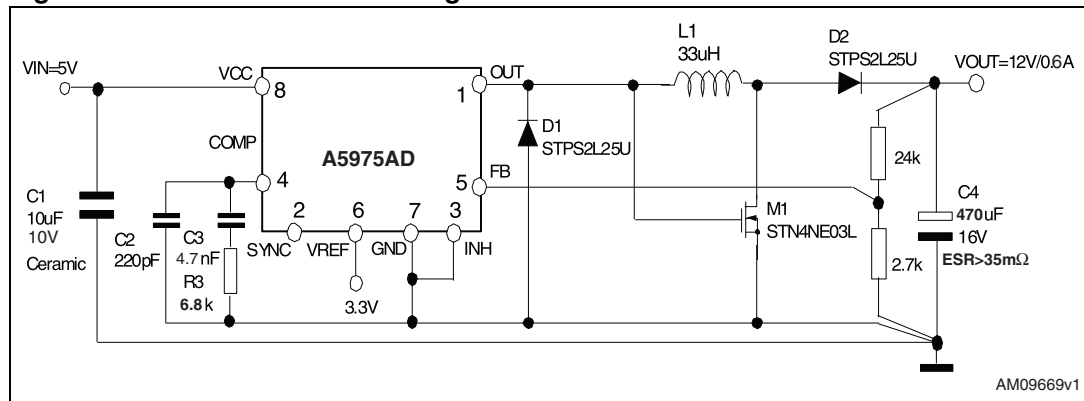 L1
33uH
D2
STPS2L25U
VIN=5V
VOUT=12V/0.6A
VCC
8
OUT
1
COMP
A5975AD
D1
STPS2L25U
24k
4
FB
5
C1
10uF
10V
Ceramic
C2
220pF
C3
4.7nF
R3
6.8k
2
SYNC
6
VREF
7
GND
3
INH
3.3V
M1
STN4NE03L
2.7k
C4
470uF
16V
ESR>35mΩ
AM09669v1